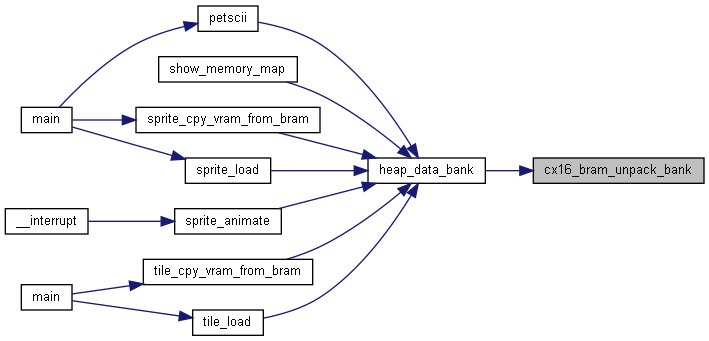 petscii
show_memory_map
main
sprite_cpy_vram_from_bram
sprite_load
heap_data_bank
cx16_bram_unpack_bank
__interrupt
sprite_animate
tile_cpy_vram_from_bram
main
tile_load